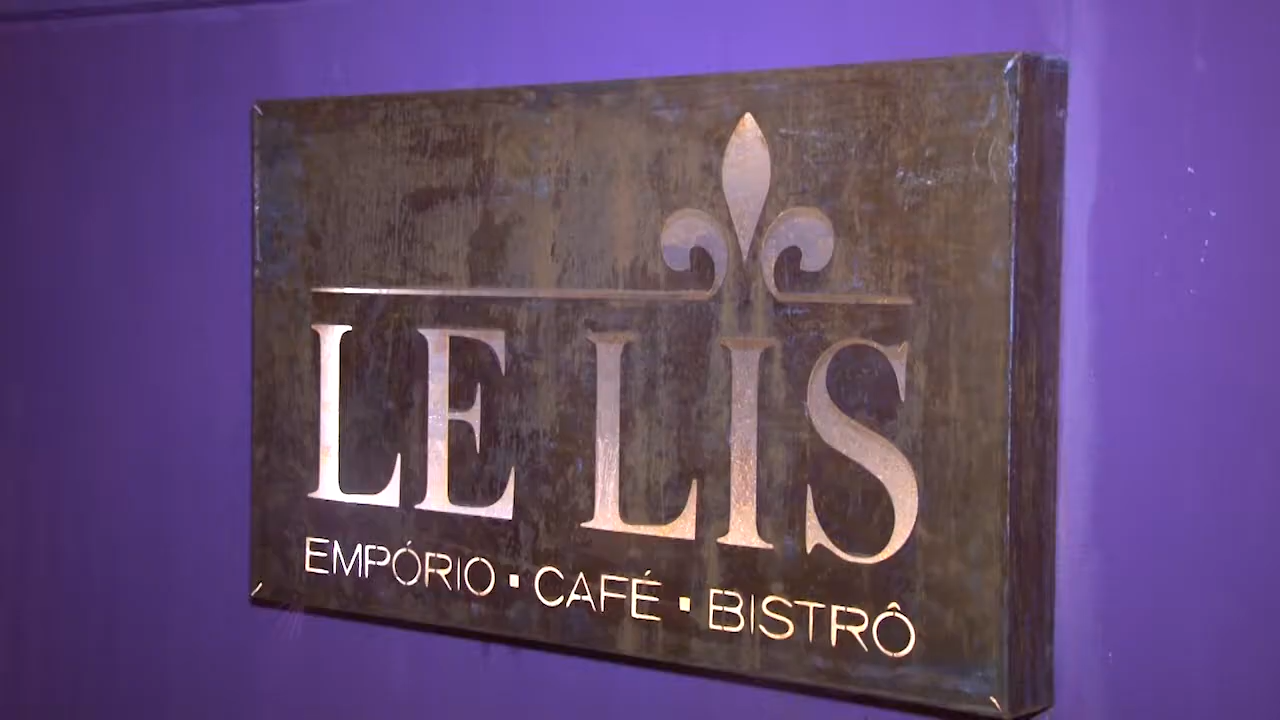 LE LIS
EMPÓRIO ▪ CAFÉ ▪ BISTRÔ